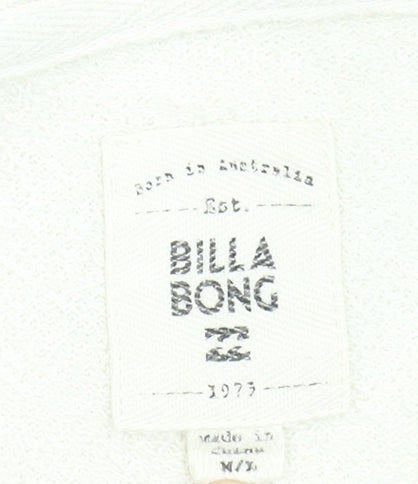 Born in Australia
Est.
BILLA
BONG
1973
Made in
M/L